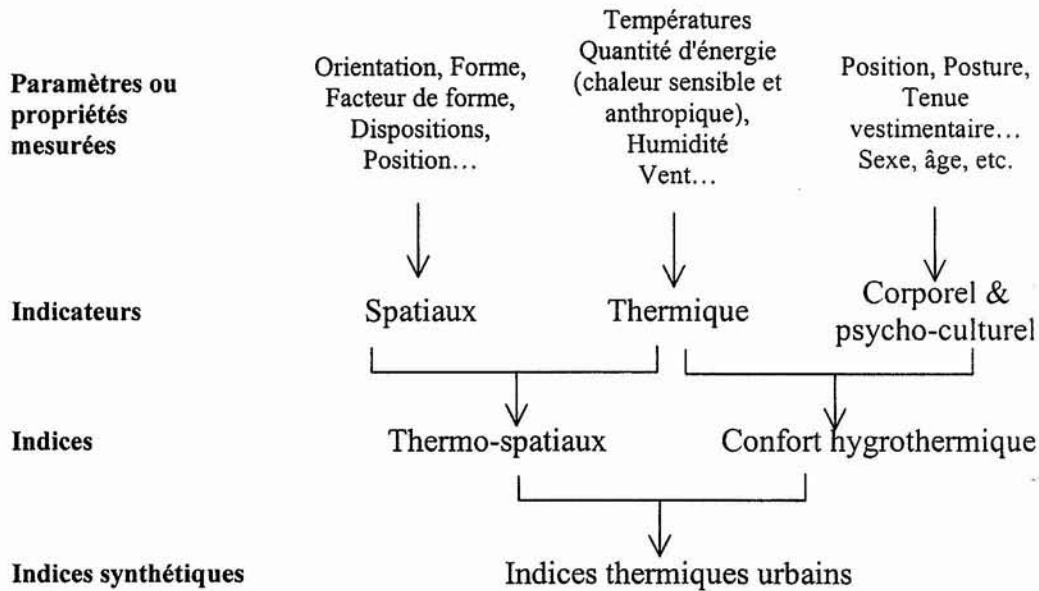 Paramètres ou
propriétés
mesurées
Orientation, Forme,
Facteur de forme,
Dispositions,
Position…
Températures
Quantité d'énergie
(chaleur sensible et
anthropique),
Humidité
Vent…
Position, Posture,
Tenue
vestimentaire…
Sexe, âge, etc.
Indicateurs
Spatiaux
Thermique
Corporel &
psycho-culturel
Indices
Thermo-spatiaux
Confort hygrothermique
Indices synthétiques
Indices thermiques urbains